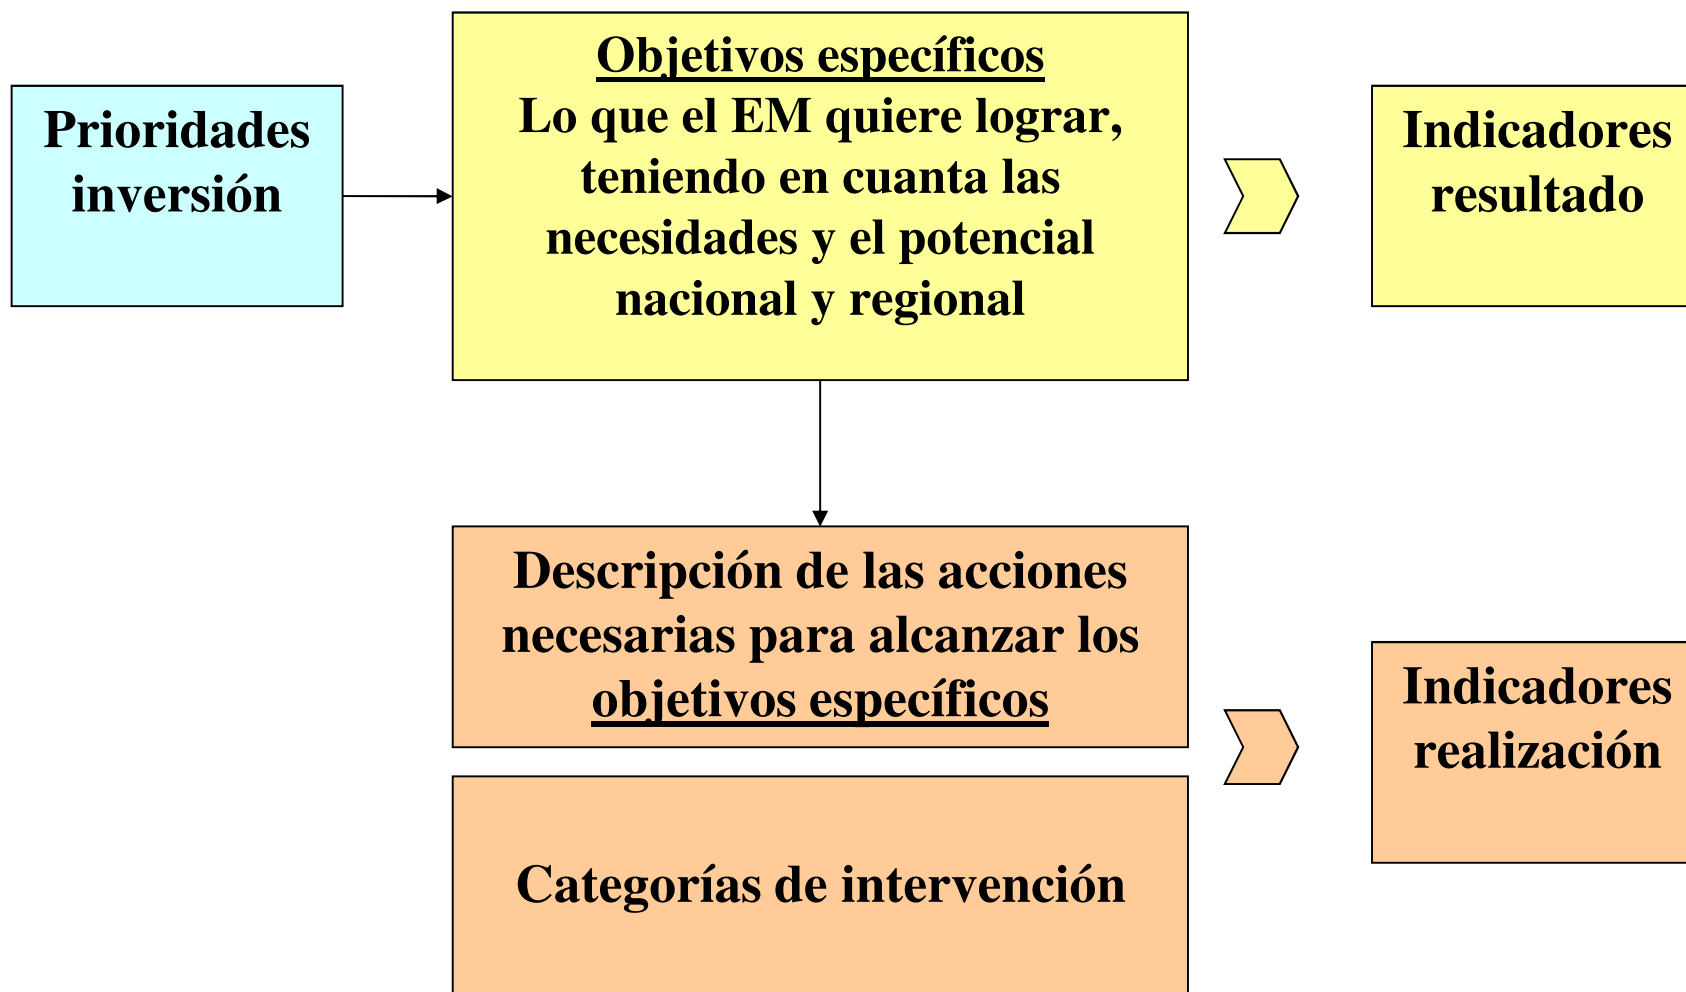 Prioridades
inversión
Objetivos específicos
Lo que el EM quiere lograr,
teniendo en cuanta las
necesidades y el potencial
nacional y regional
Indicadores
resultado
Descripción de las acciones
necesarias para alcanzar los
objetivos específicos
Indicadores
realización
Categorías de intervención